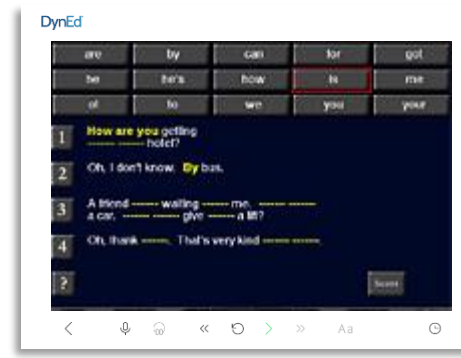 DynEd
are by can for got
he he's how is me
of to we you your
1 How are you getting
------ ------ hotel?
2 Oh, I don't know. By bus.
3 A friend ------ waiting ------ me. ------ ------
a car. ------ ------ give ------ a lift?
4 Oh, thank ------. That's very kind ------ ------.
? Score
Aa